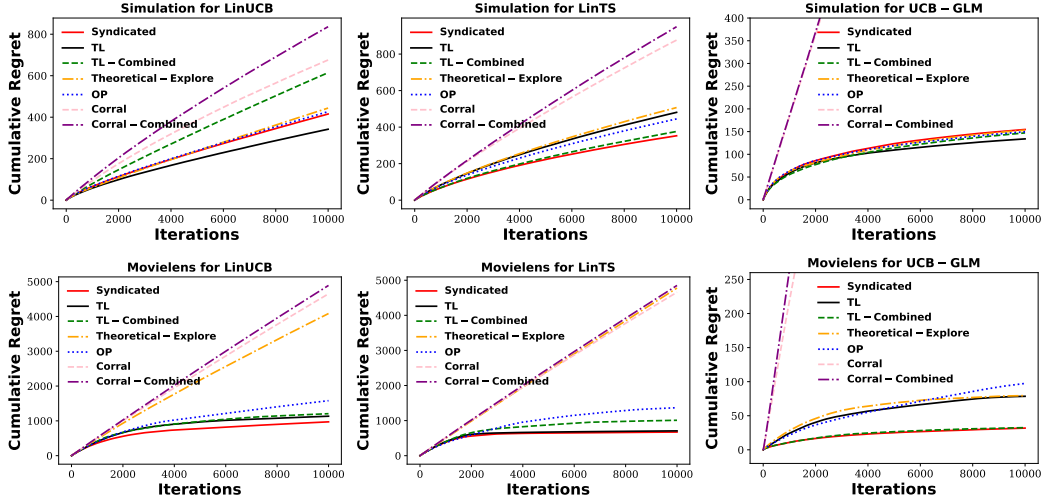 Simulation for LinUCB
Cumulative Regret
800
600
400
200
0
Syndicated
TL
TL − Combined
Theoretical − Explore
OP
Corral
Corral − Combined
0 2000 4000 6000 8000 10000
Iterations
Simulation for LinTS
Cumulative Regret
800
600
400
200
0
Syndicated
TL
TL − Combined
Theoretical − Explore
OP
Corral
Corral − Combined
0 2000 4000 6000 8000 10000
Iterations
Simulation for UCB − GLM
Cumulative Regret
400
350
300
250
200
150
100
50
0
Syndicated
TL
TL − Combined
Theoretical − Explore
OP
Corral
Corral − Combined
0 2000 4000 6000 8000 10000
Iterations
Movielens for LinUCB
Cumulative Regret
5000
4000
3000
2000
1000
0
Syndicated
TL
TL − Combined
Theoretical − Explore
OP
Corral
Corral − Combined
0 2000 4000 6000 8000 10000
Iterations
Movielens for LinTS
Cumulative Regret
5000
4000
3000
2000
1000
0
Syndicated
TL
TL − Combined
Theoretical − Explore
OP
Corral
Corral − Combined
0 2000 4000 6000 8000 10000
Iterations
Movielens for UCB − GLM
Cumulative Regret
250
200
150
100
50
0
Syndicated
TL
TL − Combined
Theoretical − Explore
OP
Corral
Corral − Combined
0 2000 4000 6000 8000 10000
Iterations